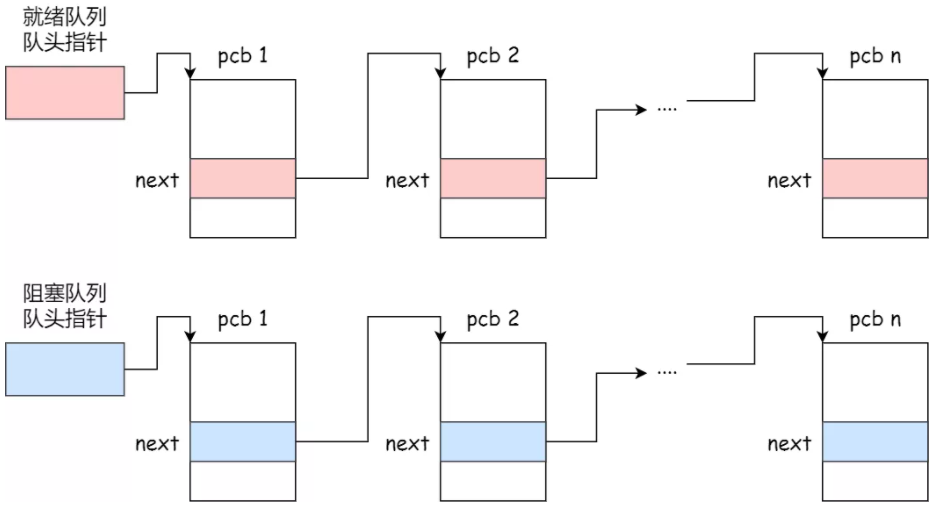 就绪队列
队头指针
pcb 1
pcb 2
pcb n
....
next
next
next
阻塞队列
队头指针
pcb 1
pcb 2
pcb n
....
next
next
next